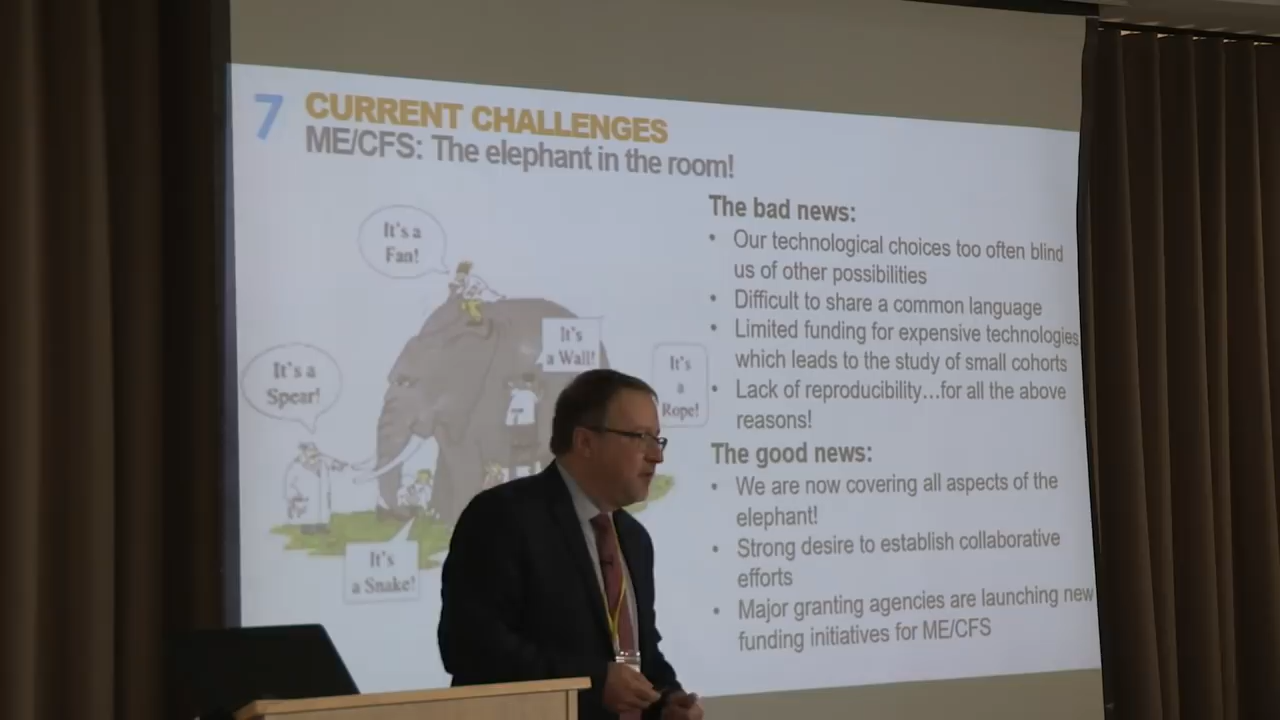 7
CURRENT CHALLENGES
ME/CFS: The elephant in the room!
It's a
Fan!
It's
a Wall!
It's
a
Rope!
It's a
Spear!
It's
a Snake!
The bad news:
• Our technological choices too often blind
us of other possibilities
• Difficult to share a common language
• Limited funding for expensive technologies
which leads to the study of small cohorts
• Lack of reproducibility…for all the above
reasons!
The good news:
• We are now covering all aspects of the
elephant!
• Strong desire to establish collaborative
efforts
• Major granting agencies are launching new
funding initiatives for ME/CFS